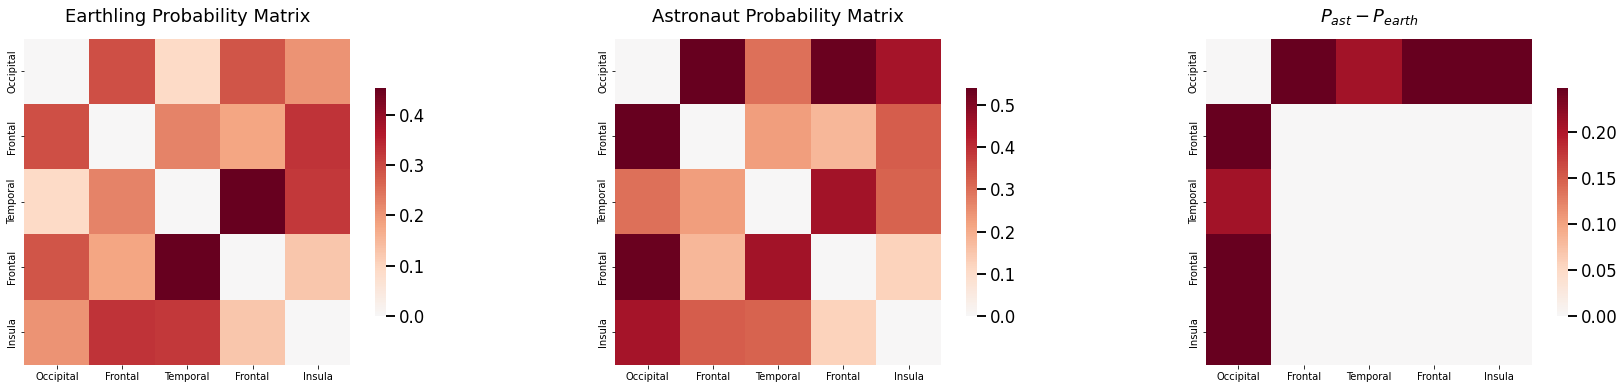 Earthling Probability Matrix
Occipital
Frontal
Temporal
Frontal
Insula
Occipital Frontal Temporal Frontal Insula
0.4
0.3
0.2
0.1
0.0
Astronaut Probability Matrix
Occipital
Frontal
Temporal
Frontal
Insula
Occipital Frontal Temporal Frontal Insula
0.5
0.4
0.3
0.2
0.1
0.0
P_ast − P_earth
Occipital
Frontal
Temporal
Frontal
Insula
Occipital Frontal Temporal Frontal Insula
0.20
0.15
0.10
0.05
0.00